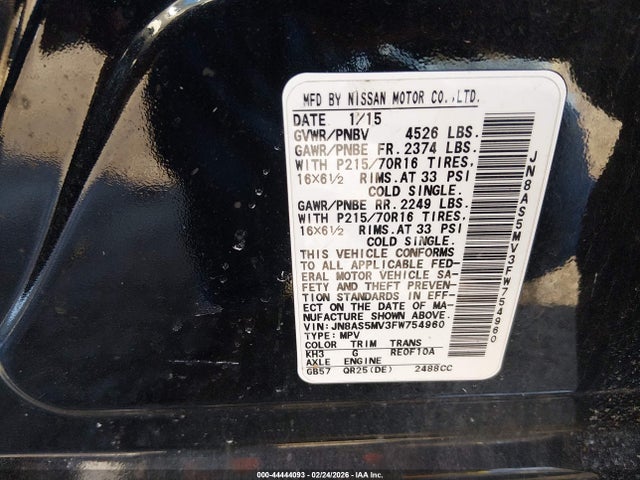 MFD BY NISSAN MOTOR CO.,LTD.
DATE 1/15
GVWR/PNBV 4526 LBS.
GAWR/PNBE FR. 2374 LBS.
WITH P215/70R16 TIRES,
16X6½ RIMS.AT 33 PSI
COLD SINGLE.
GAWR/PNBE RR. 2249 LBS.
WITH P215/70R16 TIRES,
16X6½ RIMS.AT 33 PSI
COLD SINGLE.
THIS VEHICLE CONFORMS
TO ALL APPLICABLE FED-
ERAL MOTOR VEHICLE SA-
FETY AND THEFT PREVEN-
TION STANDARDS IN EFF-
ECT ON THE DATE OF MA-
NUFACTURE SHOWN ABOVE.
VIN: JN8AS5MV3FW754960
TYPE: MPV
COLOR TRIM TRANS
KH3 G RE0F10A
AXLE ENGINE
GB57 QR25(DE) 2488CC
JN8AS5MV3FW754960
000-44444093 - 02/24/2026 - IAA Inc.